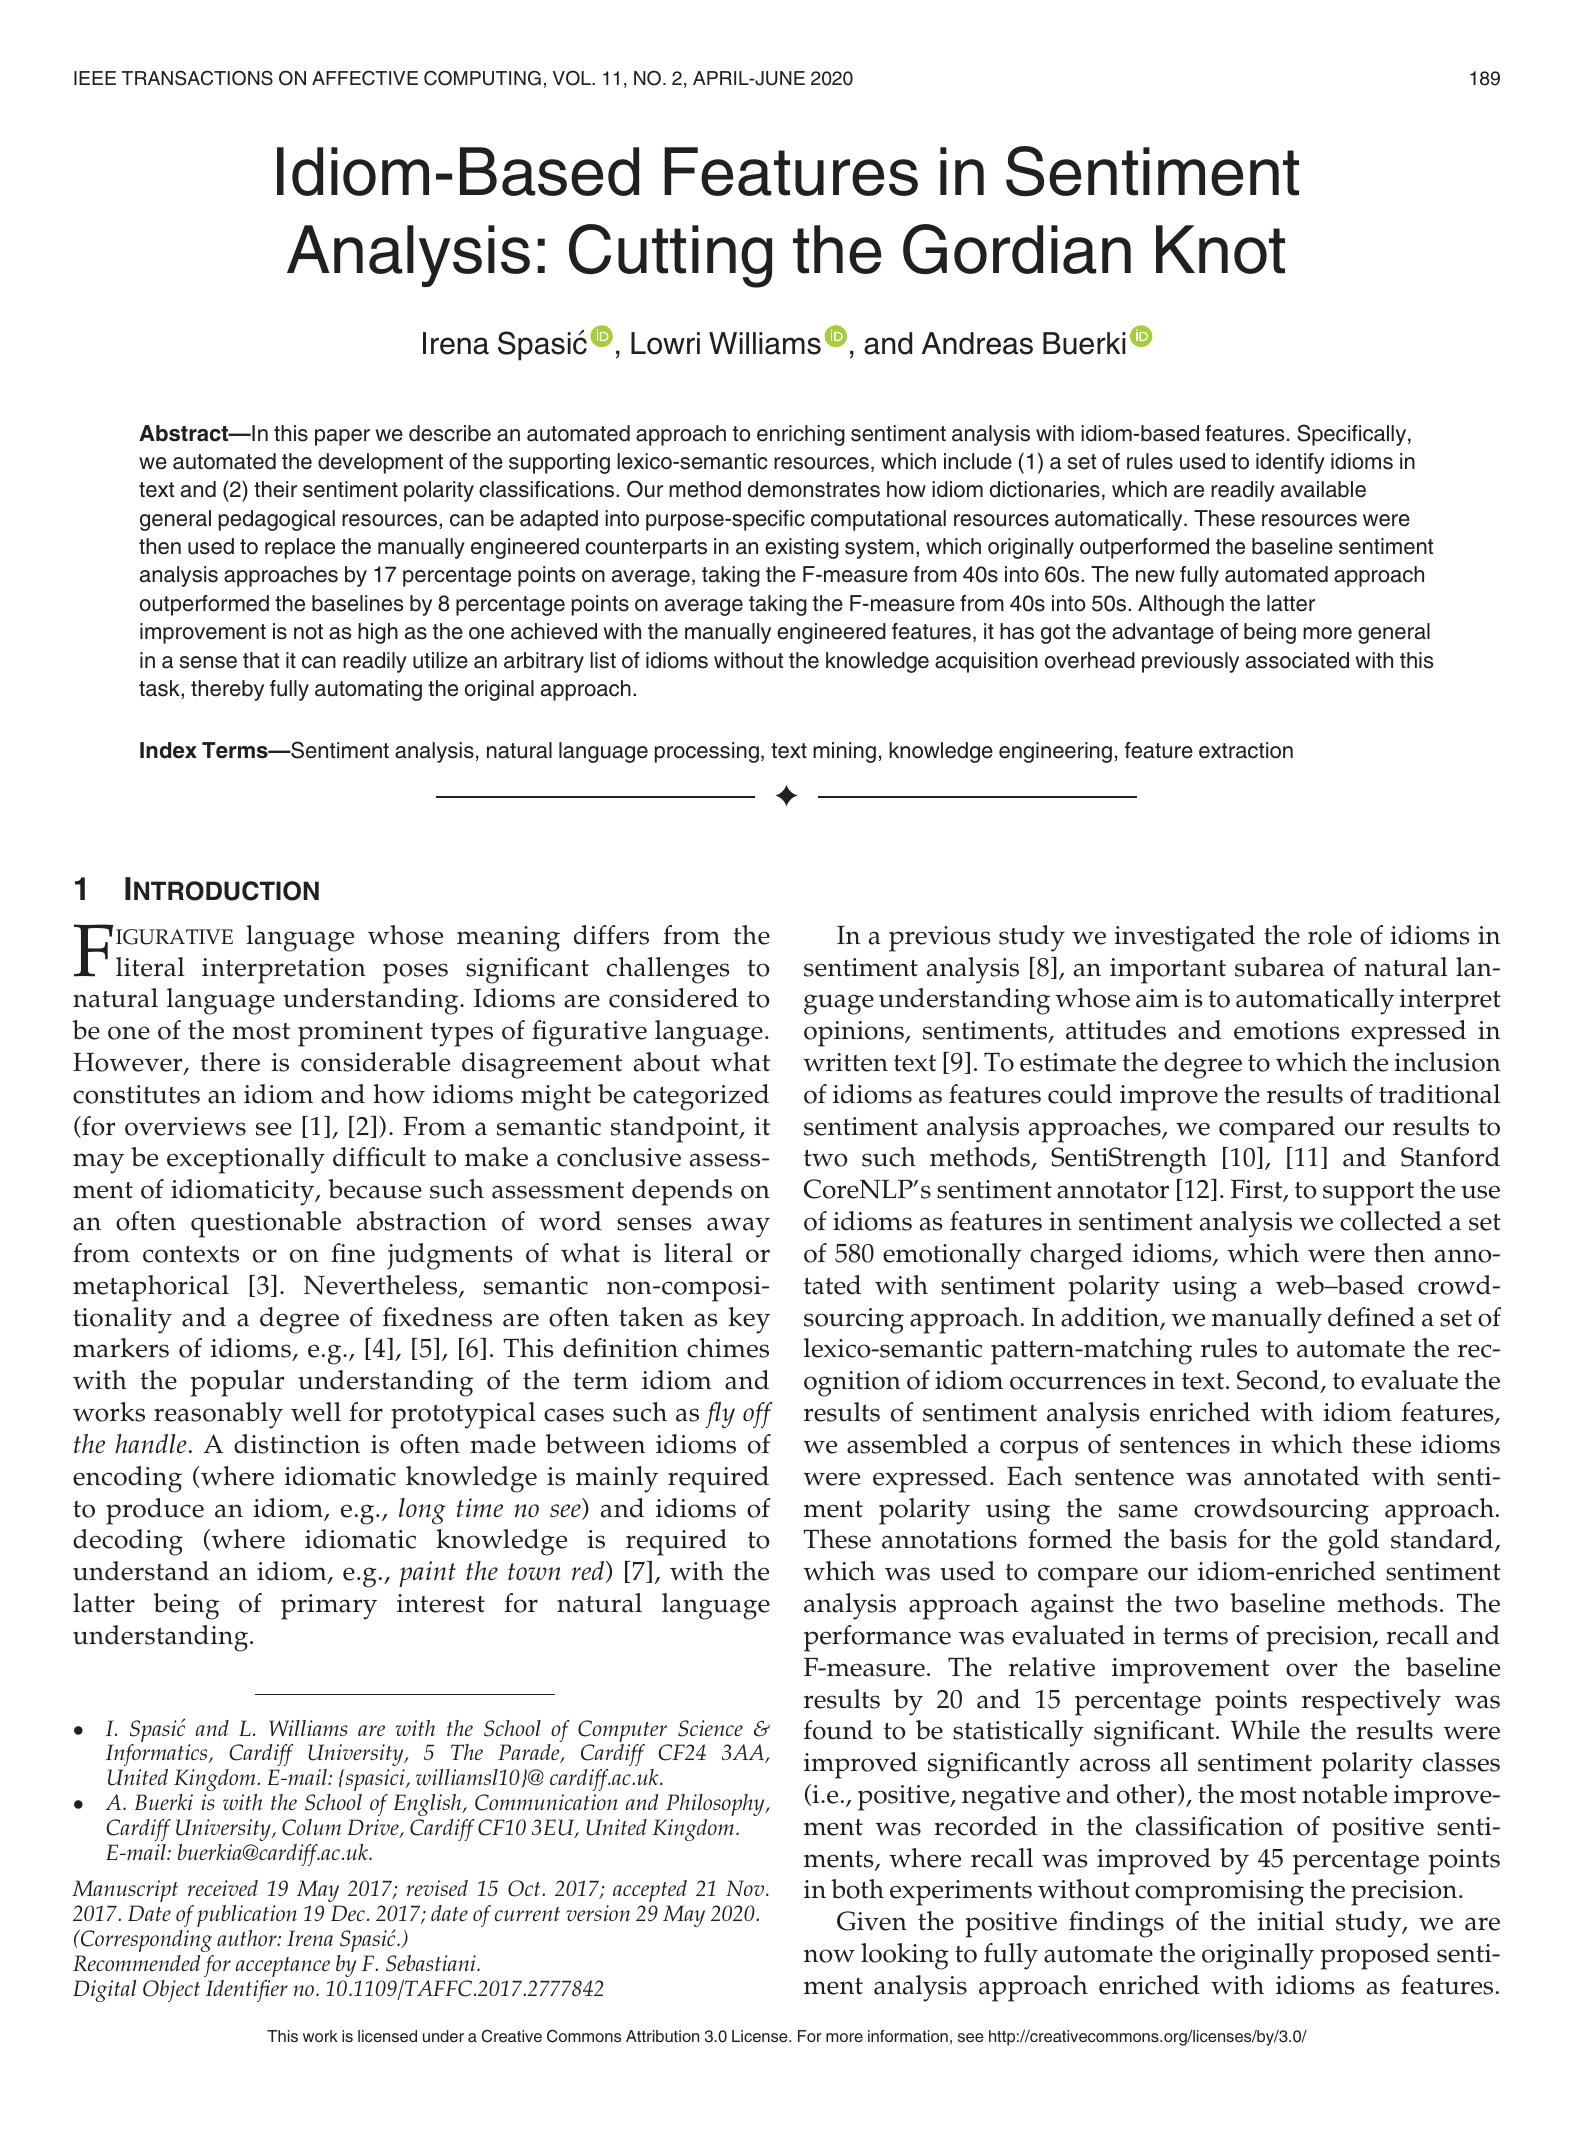 IEEE TRANSACTIONS ON AFFECTIVE COMPUTING, VOL. 11, NO. 2, APRIL-JUNE 2020
189
Idiom-Based Features in Sentiment
Analysis: Cutting the Gordian Knot
Irena Spasić iD, Lowri Williams iD, and Andreas Buerki iD
Abstract—In this paper we describe an automated approach to enriching sentiment analysis with idiom-based features. Specifically,
we automated the development of the supporting lexico-semantic resources, which include (1) a set of rules used to identify idioms in
text and (2) their sentiment polarity classifications. Our method demonstrates how idiom dictionaries, which are readily available
general pedagogical resources, can be adapted into purpose-specific computational resources automatically. These resources were
then used to replace the manually engineered counterparts in an existing system, which originally outperformed the baseline sentiment
analysis approaches by 17 percentage points on average, taking the F-measure from 40s into 60s. The new fully automated approach
outperformed the baselines by 8 percentage points on average taking the F-measure from 40s into 50s. Although the latter
improvement is not as high as the one achieved with the manually engineered features, it has got the advantage of being more general
in a sense that it can readily utilize an arbitrary list of idioms without the knowledge acquisition overhead previously associated with this
task, thereby fully automating the original approach.
Index Terms—Sentiment analysis, natural language processing, text mining, knowledge engineering, feature extraction
1 INTRODUCTION
FIGURATIVE language whose meaning differs from the
literal interpretation poses significant challenges to
natural language understanding. Idioms are considered to
be one of the most prominent types of figurative language.
However, there is considerable disagreement about what
constitutes an idiom and how idioms might be categorized
(for overviews see [1], [2]). From a semantic standpoint, it
may be exceptionally difficult to make a conclusive assess-
ment of idiomaticity, because such assessment depends on
an often questionable abstraction of word senses away
from contexts or on fine judgments of what is literal or
metaphorical [3]. Nevertheless, semantic non-composi-
tionality and a degree of fixedness are often taken as key
markers of idioms, e.g., [4], [5], [6]. This definition chimes
with the popular understanding of the term idiom and
works reasonably well for prototypical cases such as fly off
the handle. A distinction is often made between idioms of
encoding (where idiomatic knowledge is mainly required
to produce an idiom, e.g., long time no see) and idioms of
decoding (where idiomatic knowledge is required to
understand an idiom, e.g., paint the town red) [7], with the
latter being of primary interest for natural language
understanding.
• I. Spasić and L. Williams are with the School of Computer Science &
Informatics, Cardiff University, 5 The Parade, Cardiff CF24 3AA,
United Kingdom. E-mail: {spasici, williamsl10}@ cardiff.ac.uk.
• A. Buerki is with the School of English, Communication and Philosophy,
Cardiff University, Colum Drive, Cardiff CF10 3EU, United Kingdom.
E-mail: buerkia@cardiff.ac.uk.
Manuscript received 19 May 2017; revised 15 Oct. 2017; accepted 21 Nov.
2017. Date of publication 19 Dec. 2017; date of current version 29 May 2020.
(Corresponding author: Irena Spasić.)
Recommended for acceptance by F. Sebastiani.
Digital Object Identifier no. 10.1109/TAFFC.2017.2777842
In a previous study we investigated the role of idioms in
sentiment analysis [8], an important subarea of natural lan-
guage understanding whose aim is to automatically interpret
opinions, sentiments, attitudes and emotions expressed in
written text [9]. To estimate the degree to which the inclusion
of idioms as features could improve the results of traditional
sentiment analysis approaches, we compared our results to
two such methods, SentiStrength [10], [11] and Stanford
CoreNLP's sentiment annotator [12]. First, to support the use
of idioms as features in sentiment analysis we collected a set
of 580 emotionally charged idioms, which were then anno-
tated with sentiment polarity using a web–based crowd-
sourcing approach. In addition, we manually defined a set of
lexico-semantic pattern-matching rules to automate the rec-
ognition of idiom occurrences in text. Second, to evaluate the
results of sentiment analysis enriched with idiom features,
we assembled a corpus of sentences in which these idioms
were expressed. Each sentence was annotated with senti-
ment polarity using the same crowdsourcing approach.
These annotations formed the basis for the gold standard,
which was used to compare our idiom-enriched sentiment
analysis approach against the two baseline methods. The
performance was evaluated in terms of precision, recall and
F-measure. The relative improvement over the baseline
results by 20 and 15 percentage points respectively was
found to be statistically significant. While the results were
improved significantly across all sentiment polarity classes
(i.e., positive, negative and other), the most notable improve-
ment was recorded in the classification of positive senti-
ments, where recall was improved by 45 percentage points
in both experiments without compromising the precision.
Given the positive findings of the initial study, we are
now looking to fully automate the originally proposed senti-
ment analysis approach enriched with idioms as features.
This work is licensed under a Creative Commons Attribution 3.0 License. For more information, see http://creativecommons.org/licenses/by/3.0/